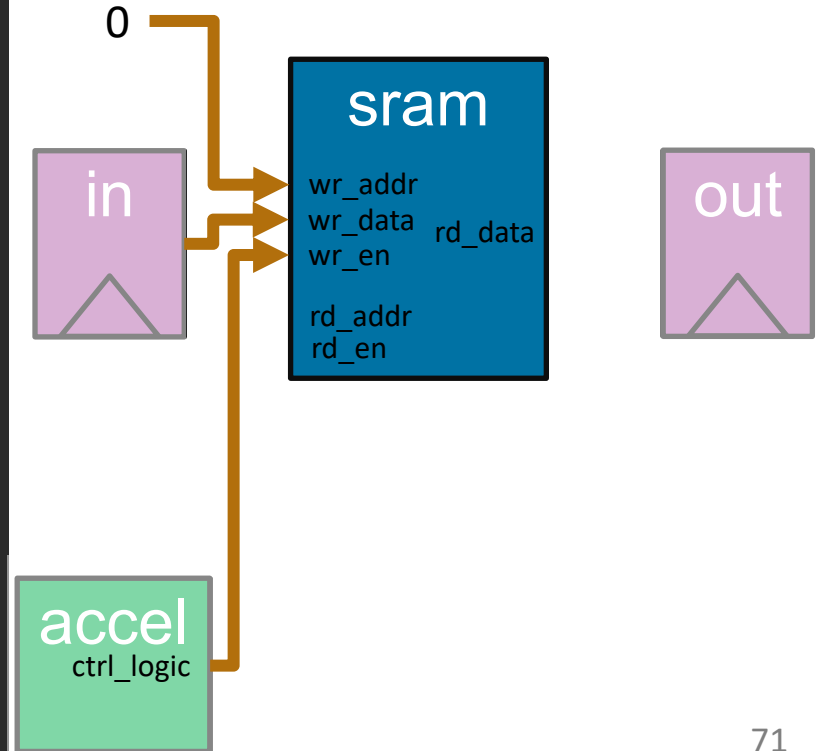 0
sram
in
wr_addr
wr_data
rd_data
wr_en
rd_addr
rd_en
out
accel
ctrl_logic
71